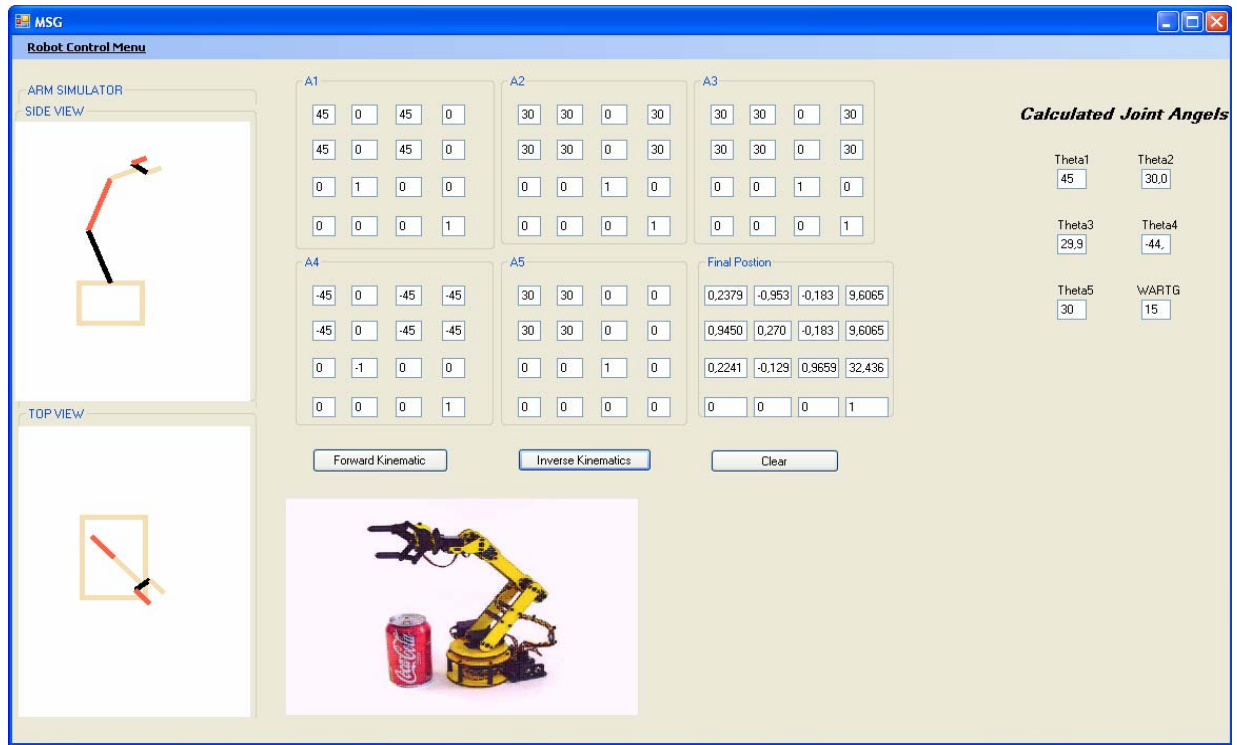 MSG
Robot Control Menu
ARM SIMULATOR
SIDE VIEW
TOP VIEW
A1
45 0 45 0
45 0 45 0
0 1 0 0
0 0 0 1
A2
30 30 0 30
30 30 0 30
0 0 1 0
0 0 0 1
A3
30 30 0 30
30 30 0 30
0 0 1 0
0 0 0 1
A4
-45 0 -45 -45
-45 0 -45 -45
0 -1 0 0
0 0 0 1
A5
30 30 0 0
30 30 0 0
0 0 1 0
0 0 0 0
Final Postion
0,2379 -0,953 -0,183 9,6065
0,9450 0,270 -0,183 9,6065
0,2241 -0,129 0,9659 32,436
0 0 0 1
Forward Kinematic
Inverse Kinematics
Clear
Coca-Cola
Calculated Joint Angels
Theta1 Theta2
45 30,0
Theta3 Theta4
29,9 -44,
Theta5 WARTG
30 15